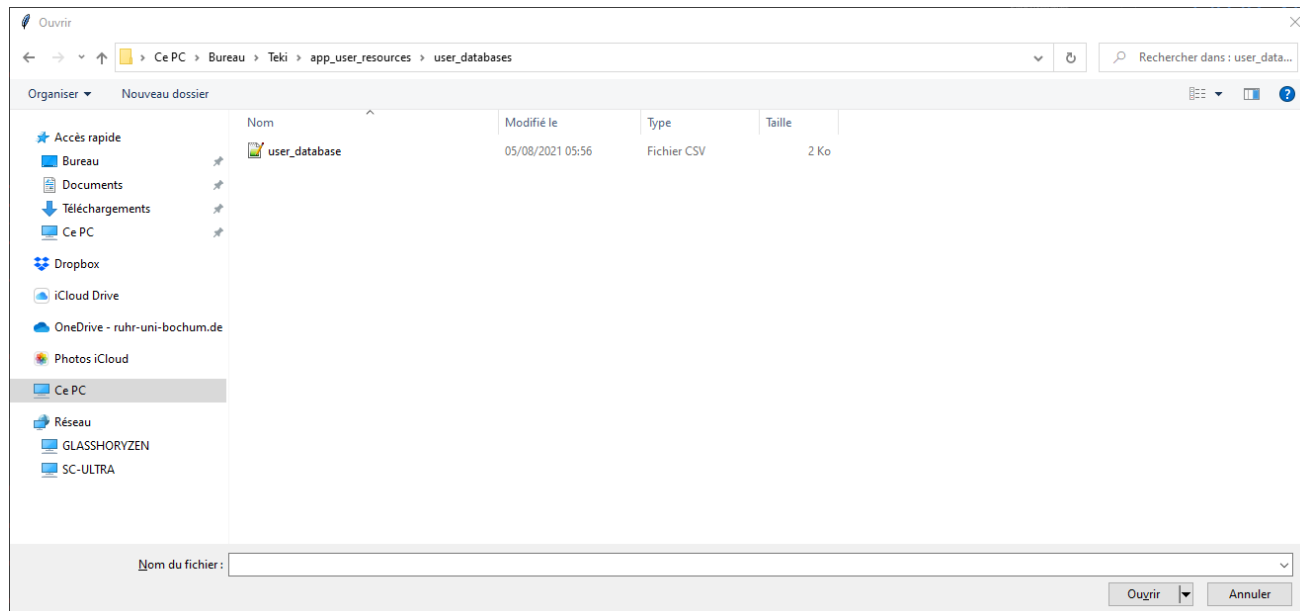 Ouvrir
Ce PC > Bureau > Teki > app_user_resources > user_databases
Rechercher dans : user_data...
Organiser
Nouveau dossier
Nom
Modifié le
Type
Taille
user_database
05/08/2021 05:56
Fichier CSV
2 Ko
Accès rapide
Bureau
Documents
Téléchargements
Ce PC
Dropbox
iCloud Drive
OneDrive - ruhr-uni-bochum.de
Photos iCloud
Ce PC
Réseau
GLASSHORYZEN
SC-ULTRA
Nom du fichier :
Ouvrir
Annuler